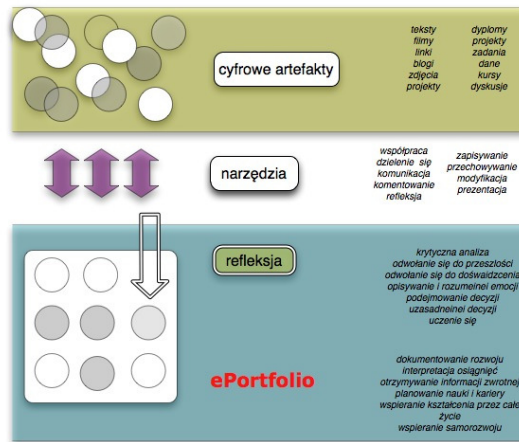 cyfrowe artefakty
teksty
filmy
linki
blogi
zdjęcia
projekty
dyplomy
projekty
zadania
dane
kursy
dyskusje
narzędzia
współpraca
dzielenie się
komunikacja
komentowanie
refleksja
zapisywanie
przechowywanie
modyfikacja
prezentacja
refleksja
krytyczna analiza
odwołanie się do przeszłości
odwołanie się do doświadzcenia
opisywanie i rozumeinei emocji
podejmowanie decyzji
uzasadneinei decyzji
uczenie się
ePortfolio
dokumentowanie rozwoju
interpretacja osiągnięć
otrzymywanie informacji zwrotnej
planowanie nauki i kariery
wspieranie kształcenia przez całe
życie
wspieranie samorozwoju